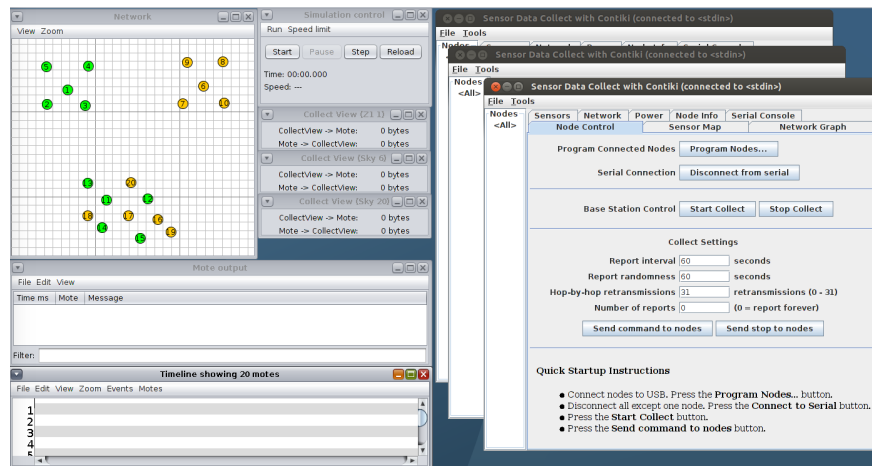 Network
View Zoom
5
4
1
2
3
9
8
6
7
10
13
20
11
12
18
17
16
14
15
19
Simulation control
Run Speed limit
Start Pause Step Reload
Time: 00:00.000
Speed: ---
Collect View (Z1 1)
CollectView -> Mote: 0 bytes
Mote -> CollectView: 0 bytes
Collect View (Sky 6)
CollectView -> Mote: 0 bytes
Mote -> CollectView: 0 bytes
Collect View (Sky 20)
CollectView -> Mote: 0 bytes
Mote -> CollectView: 0 bytes
Mote output
File Edit View
Time ms Mote Message
Filter:
Timeline showing 20 motes
File Edit View Zoom Events Motes
1
2
3
4
5
Sensor Data Collect with Contiki (connected to <stdin>)
File Tools
Nodes
Sensor Data Collect with Contiki (connected to <stdin>)
File Tools
Nodes
<All>
Sensor Data Collect with Contiki (connected to <stdin>)
File Tools
Nodes
<All>
Sensors Network Power Node Info Serial Console
Node Control Sensor Map Network Graph
Program Connected Nodes Program Nodes...
Serial Connection Disconnect from serial
Base Station Control Start Collect Stop Collect
Collect Settings
Report interval 60 seconds
Report randomness 60 seconds
Hop-by-hop retransmissions 31 retransmissions (0 - 31)
Number of reports 0 (0 = report forever)
Send command to nodes Send stop to nodes
Quick Startup Instructions
● Connect nodes to USB. Press the Program Nodes... button.
● Disconnect all except one node. Press the Connect to Serial button.
● Press the Start Collect button.
● Press the Send command to nodes button.